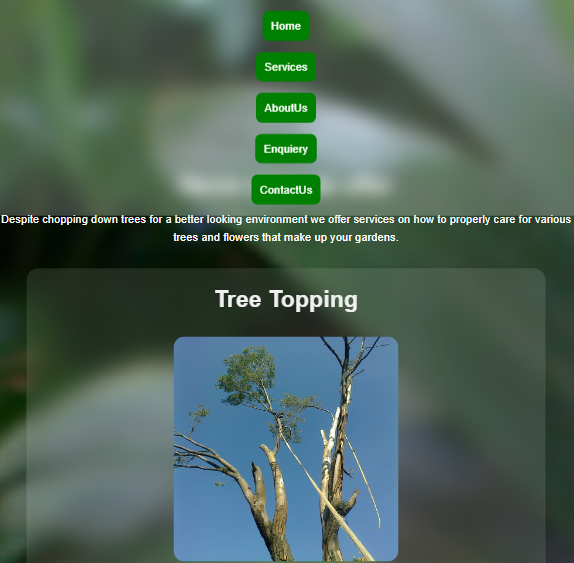 Home
Services
AboutUs
Enquiery
ContactUs
Despite chopping down trees for a better looking environment we offer services on how to properly care for various
trees and flowers that make up your gardens.
Tree Topping